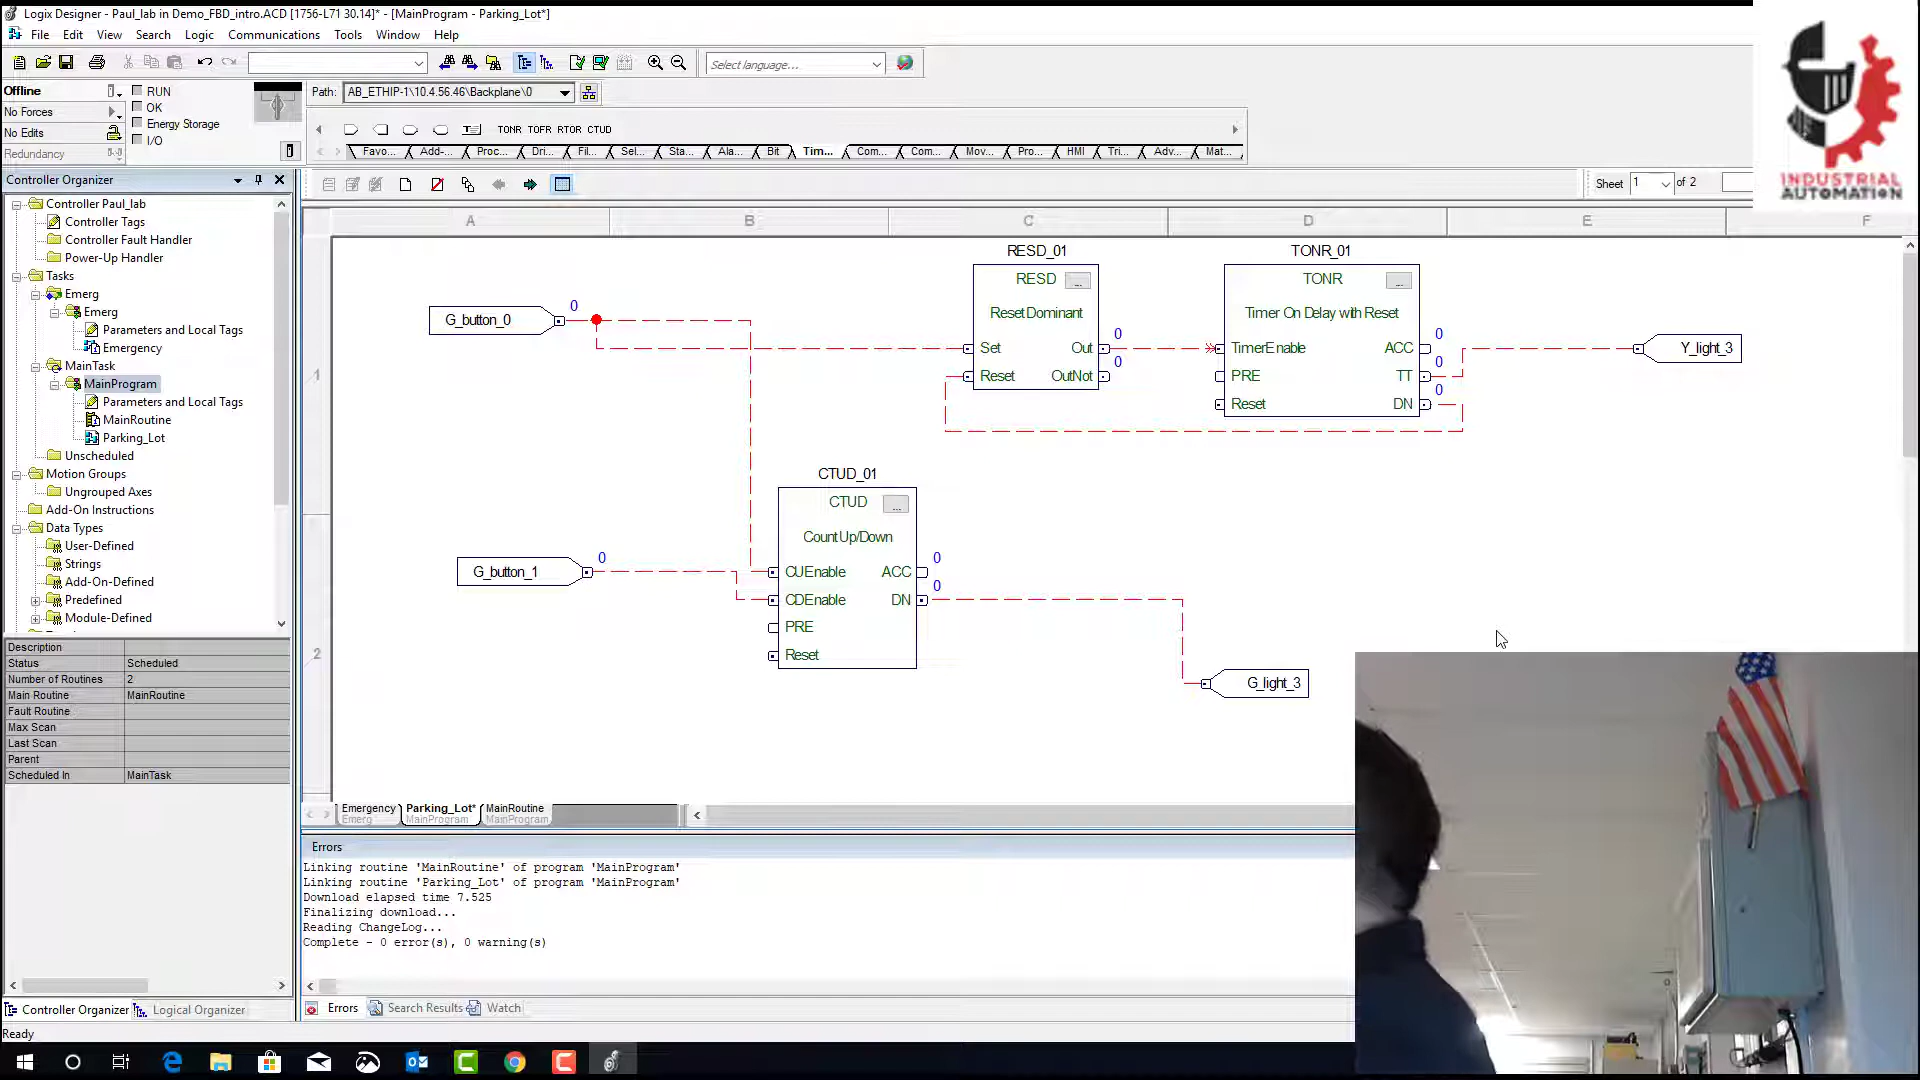 Logix Designer - Paul_lab in Demo_FBD_intro.ACD [1756-L71 30.14]* - [MainProgram - Parking_Lot*]
File Edit View Search Logic Communications Tools Window Help
Select language...
INDUSTRIAL
AUTOMATION
Offline
RUN
No Forces
OK
No Edits
Energy Storage
Redundancy
I/O
Path: AB_ETHIP-1\10.4.56.46\Backplane\0
TONR TOFR RTOR CTUD
Favo... Add-... Proc... Dri... Fil... Sel... Sta... Ala... Bit Tim... Com... Com... Mov... Pro... HMI Tri... Adv... Mat...
Sheet 1 of 2
Controller Organizer
Controller Paul_lab
Controller Tags
Controller Fault Handler
Power-Up Handler
Tasks
Emerg
Emerg
Parameters and Local Tags
Emergency
MainTask
MainProgram
Parameters and Local Tags
MainRoutine
Parking_Lot
Unscheduled
Motion Groups
Ungrouped Axes
Add-On Instructions
Data Types
User-Defined
Strings
Add-On-Defined
Predefined
Module-Defined
Description
Status Scheduled
Number of Routines 2
Main Routine MainRoutine
Fault Routine
Max Scan
Last Scan
Parent
Scheduled In MainTask
Controller Organizer Logical Organizer
A B C D E F
1
2
G_button_0
0
RESD_01
RESD
...
Reset Dominant
Set Out
0
Reset OutNot
0
TONR_01
TONR
...
Timer On Delay with Reset
TimerEnable ACC
0
PRE TT
0
Reset DN
0
Y_light_3
G_button_1
0
CTUD_01
CTUD
...
Count Up/Down
CUEnable ACC
0
CDEnable DN
0
PRE
Reset
G_light_3
Emergency Parking_Lot* MainRoutine
Emerg MainProgram MainProgram
Errors
Linking routine 'MainRoutine' of program 'MainProgram'
Linking routine 'Parking_Lot' of program 'MainProgram'
Download elapsed time 7.525
Finalizing download...
Reading ChangeLog...
Complete - 0 error(s), 0 warning(s)
Errors Search Results Watch
Ready